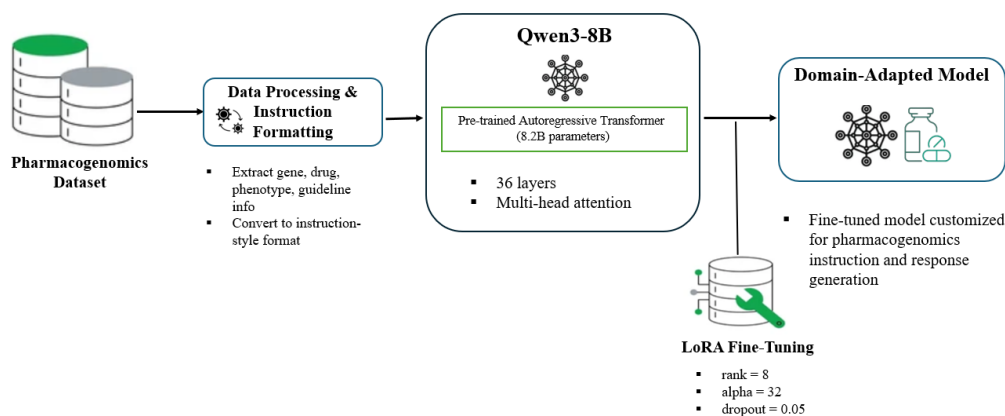 Pharmacogenomics
Dataset
Data Processing &
Instruction
Formatting
▪ Extract gene, drug,
phenotype, guideline
info
▪ Convert to instruction-
style format
Qwen3-8B
Pre-trained Autoregressive Transformer
(8.2B parameters)
▪ 36 layers
▪ Multi-head attention
LoRA Fine-Tuning
▪ rank = 8
▪ alpha = 32
▪ dropout = 0.05
Domain-Adapted Model
▪ Fine-tuned model customized
for pharmacogenomics
instruction and response
generation